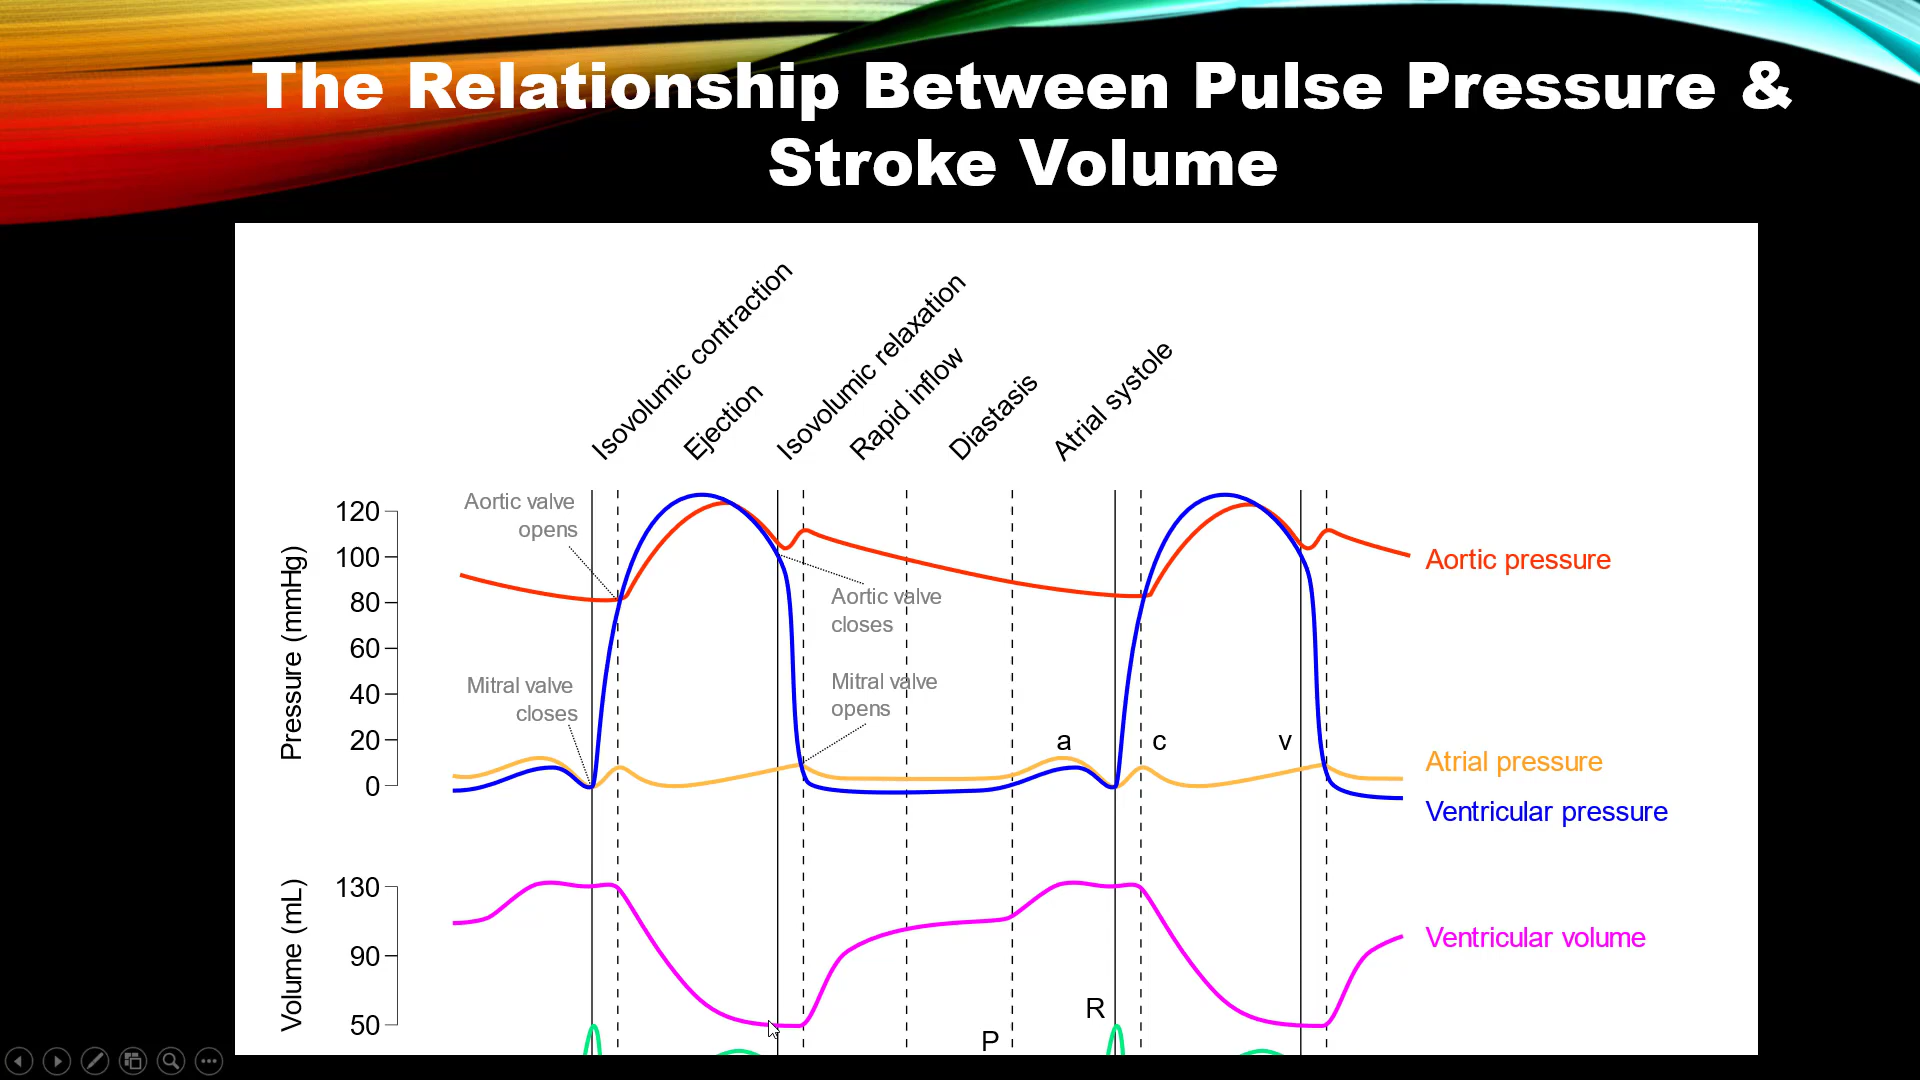 The Relationship Between Pulse Pressure &
Stroke Volume
Isovolumic contraction
Ejection
Isovolumic relaxation
Rapid inflow
Diastasis
Atrial systole
Aortic valve
opens
120
100
80
60
40
20
0
Pressure (mmHg)
Aortic pressure
Aortic valve
closes
Mitral valve
closes
Mitral valve
opens
a
c
v
Atrial pressure
Ventricular pressure
130
90
50
Volume (mL)
Ventricular volume
R
P